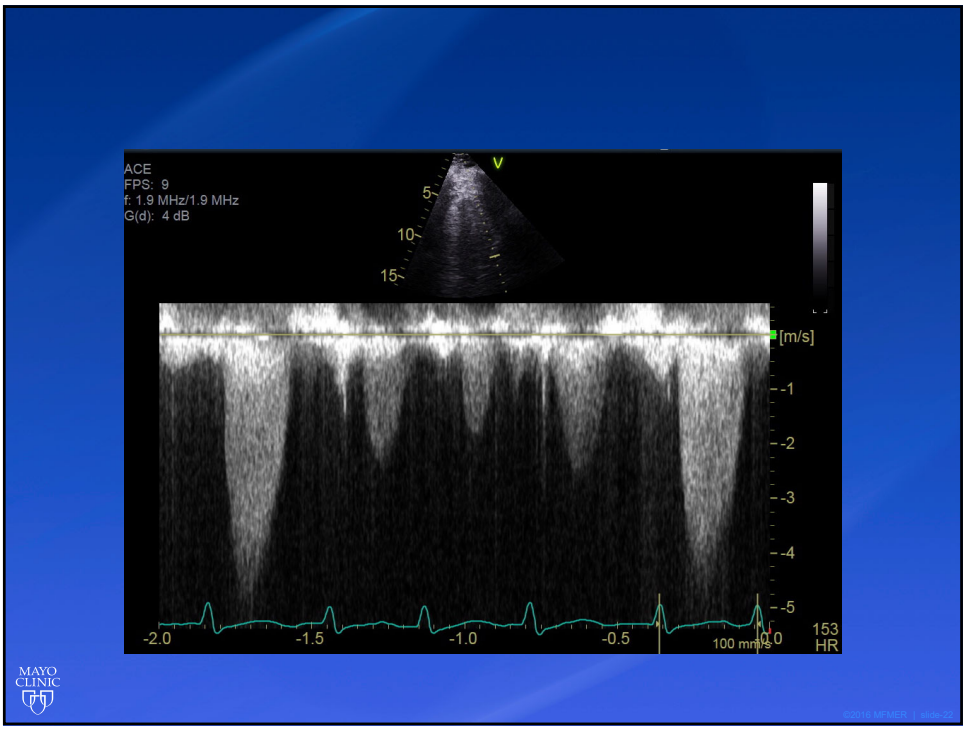 ACE
FPS: 9
f: 1.9 MHz/1.9 MHz
G(d): 4 dB
V
5
10
15
[m/s]
-1
-2
-3
-4
-5
-2.0 -1.5 -1.0 -0.5 0.0
100 mm/s
153
HR
MAYO
CLINIC
©2019 MFMER | slide-22